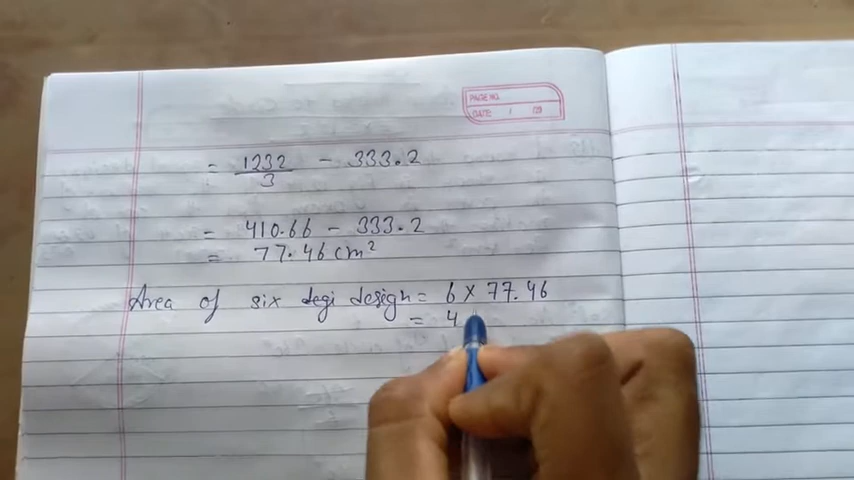 PAGE NO.
DATE: / /20
= 1232/3 - 333.2
= 410.66 - 333.2
= 77.46 cm²
Area of six degi design = 6 × 77.46
= 4